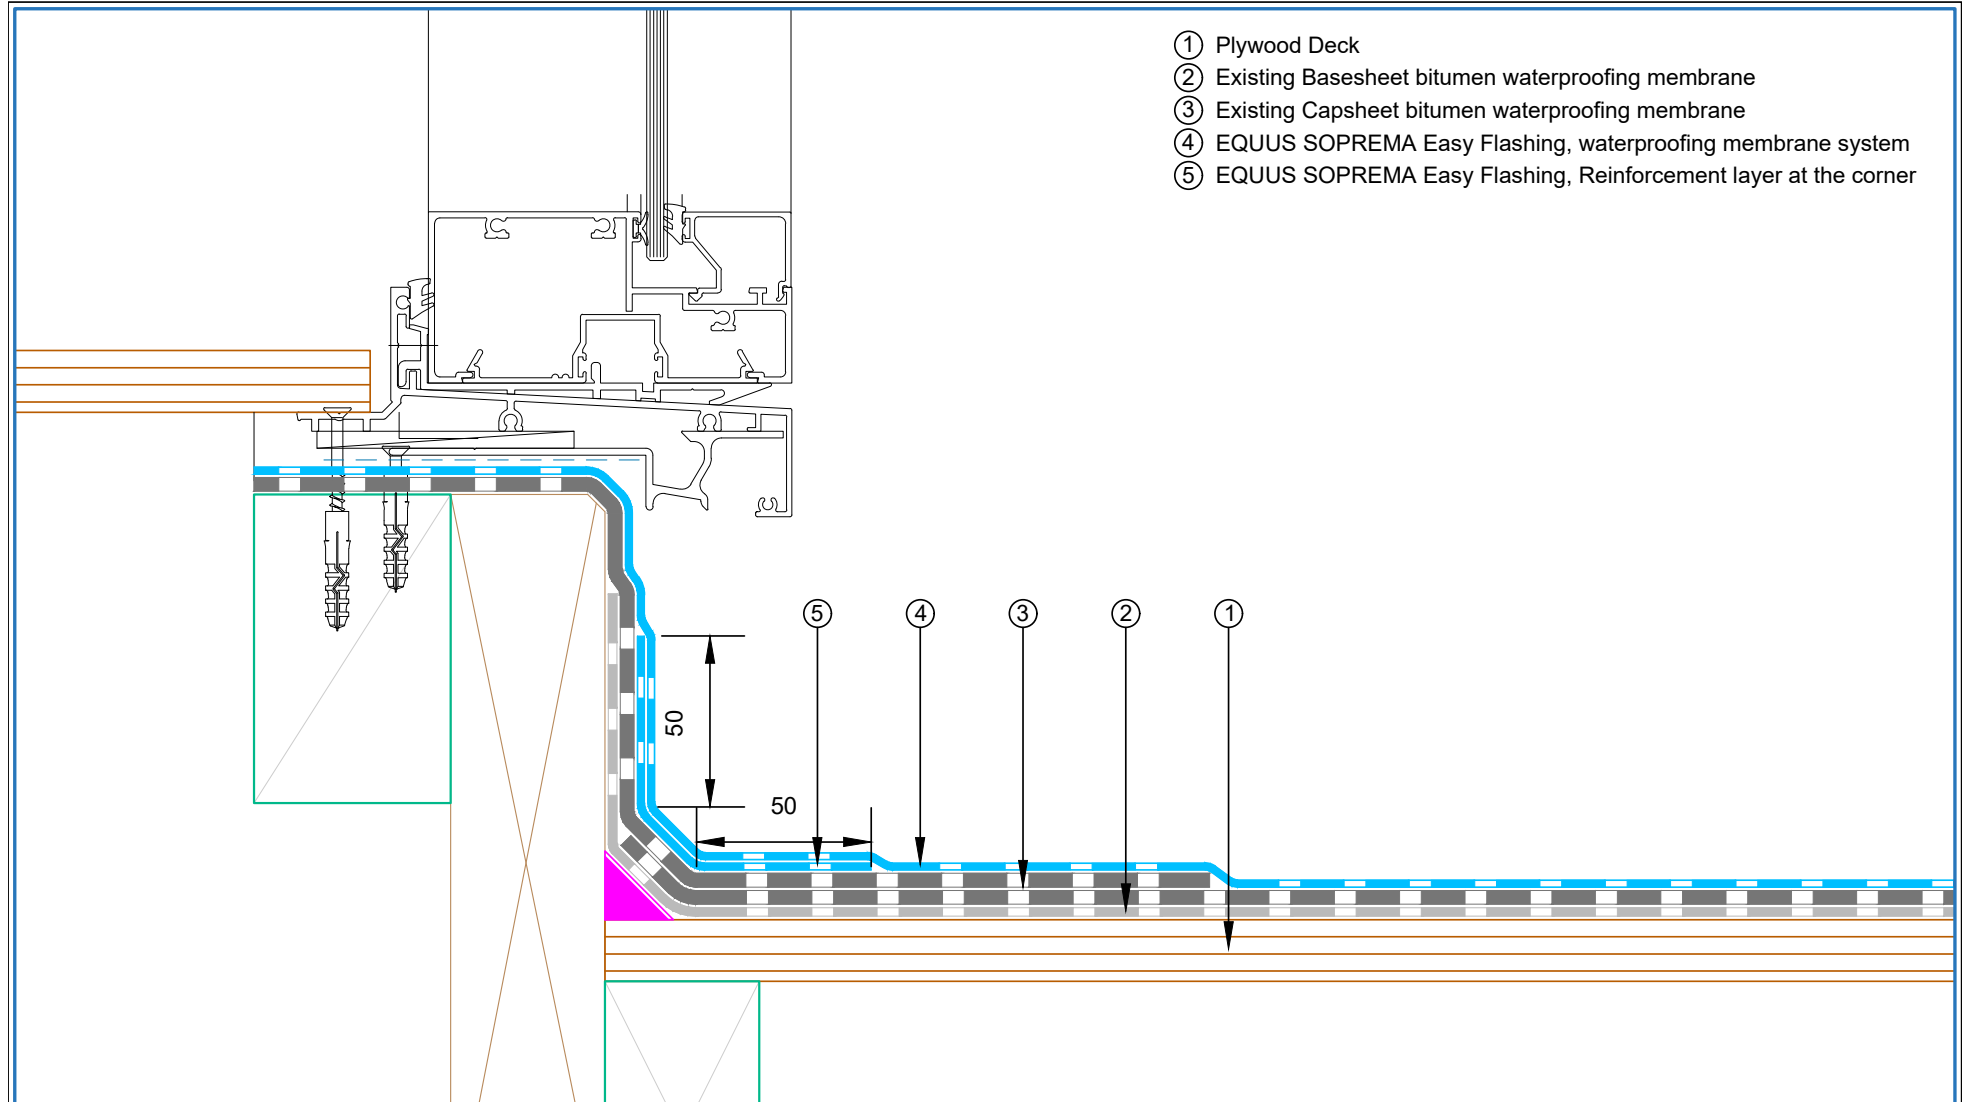 ① Plywood Deck
② Existing Basesheet bitumen waterproofing membrane
③ Existing Capsheet bitumen waterproofing membrane
④ EQUUS SOPREMA Easy Flashing, waterproofing membrane system
⑤ EQUUS SOPREMA Easy Flashing, Reinforcement layer at the corner
⑤ ④ ③ ② ①
50
50